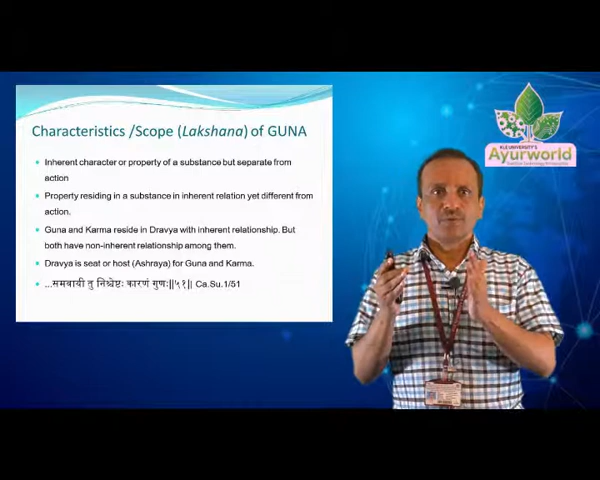 Characteristics /Scope (Lakshana) of GUNA
Inherent character or property of a substance but separate from
action
Property residing in a substance in inherent relation yet different from
action.
Guna and Karma reside in Dravya with inherent relationship. But
both have non-inherent relationship among them.
Dravya is seat or host (Ashraya) for Guna and Karma.
...समवायी तु निश्चेष्टः कारणं गुणः||५१|| Ca.Su.1/51
KLE UNIVERSITY'S
Ayurworld